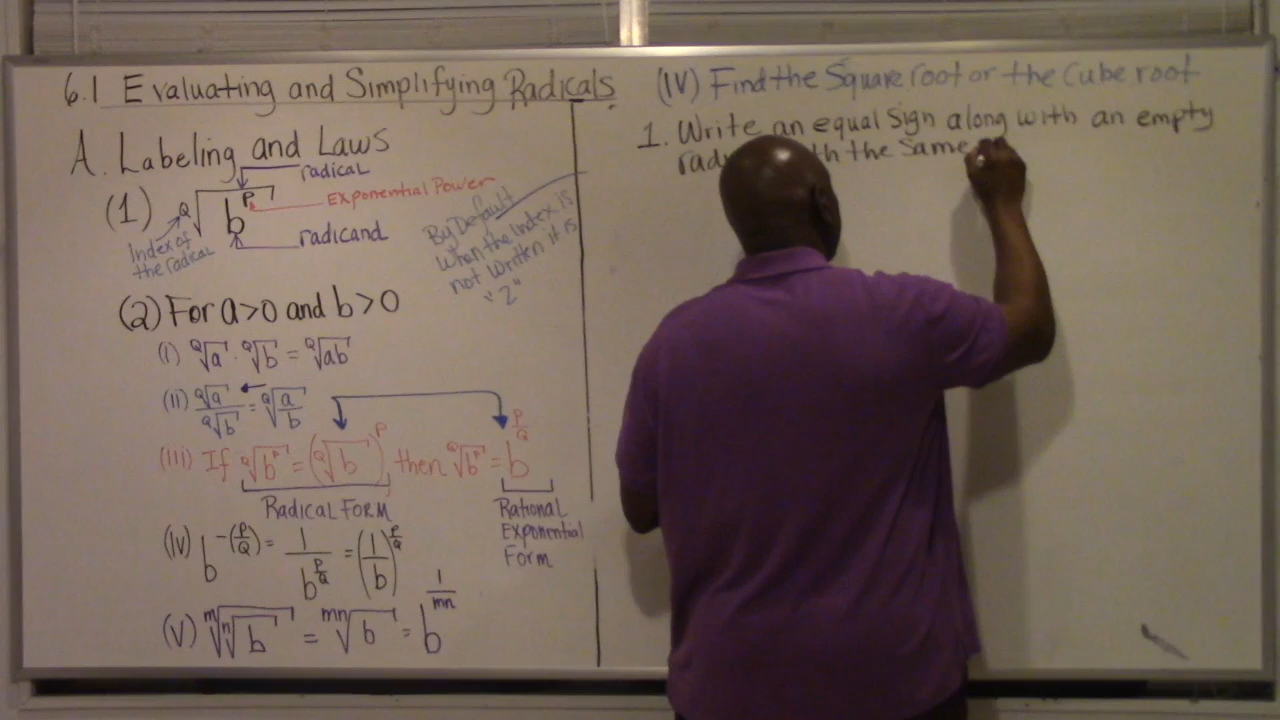 6.1 Evaluating and Simplifying Radicals
A. Labeling and Laws
radical
(1) Q√b^P
Exponential Power
radicand
Index of
the radical
By Default
when the Index is
not written it is
"2"
(2) For a>0 and b>0
(i) Q√a · Q√b = Q√ab
(ii) Q√a / Q√b = Q√(a/b)
(iii) If Q√b^P = (Q√b)^P, then Q√b^P = b^(P/Q)
Radical Form
Rational
Exponential
Form
(iv) b^-(P/Q) = 1/b^(P/Q) = (1/b)^(P/Q)
(v) m√n√b = mn√b = b^(1/mn)
(IV) Find the Square root or the Cube root
1. Write an equal sign along with an empty
the same